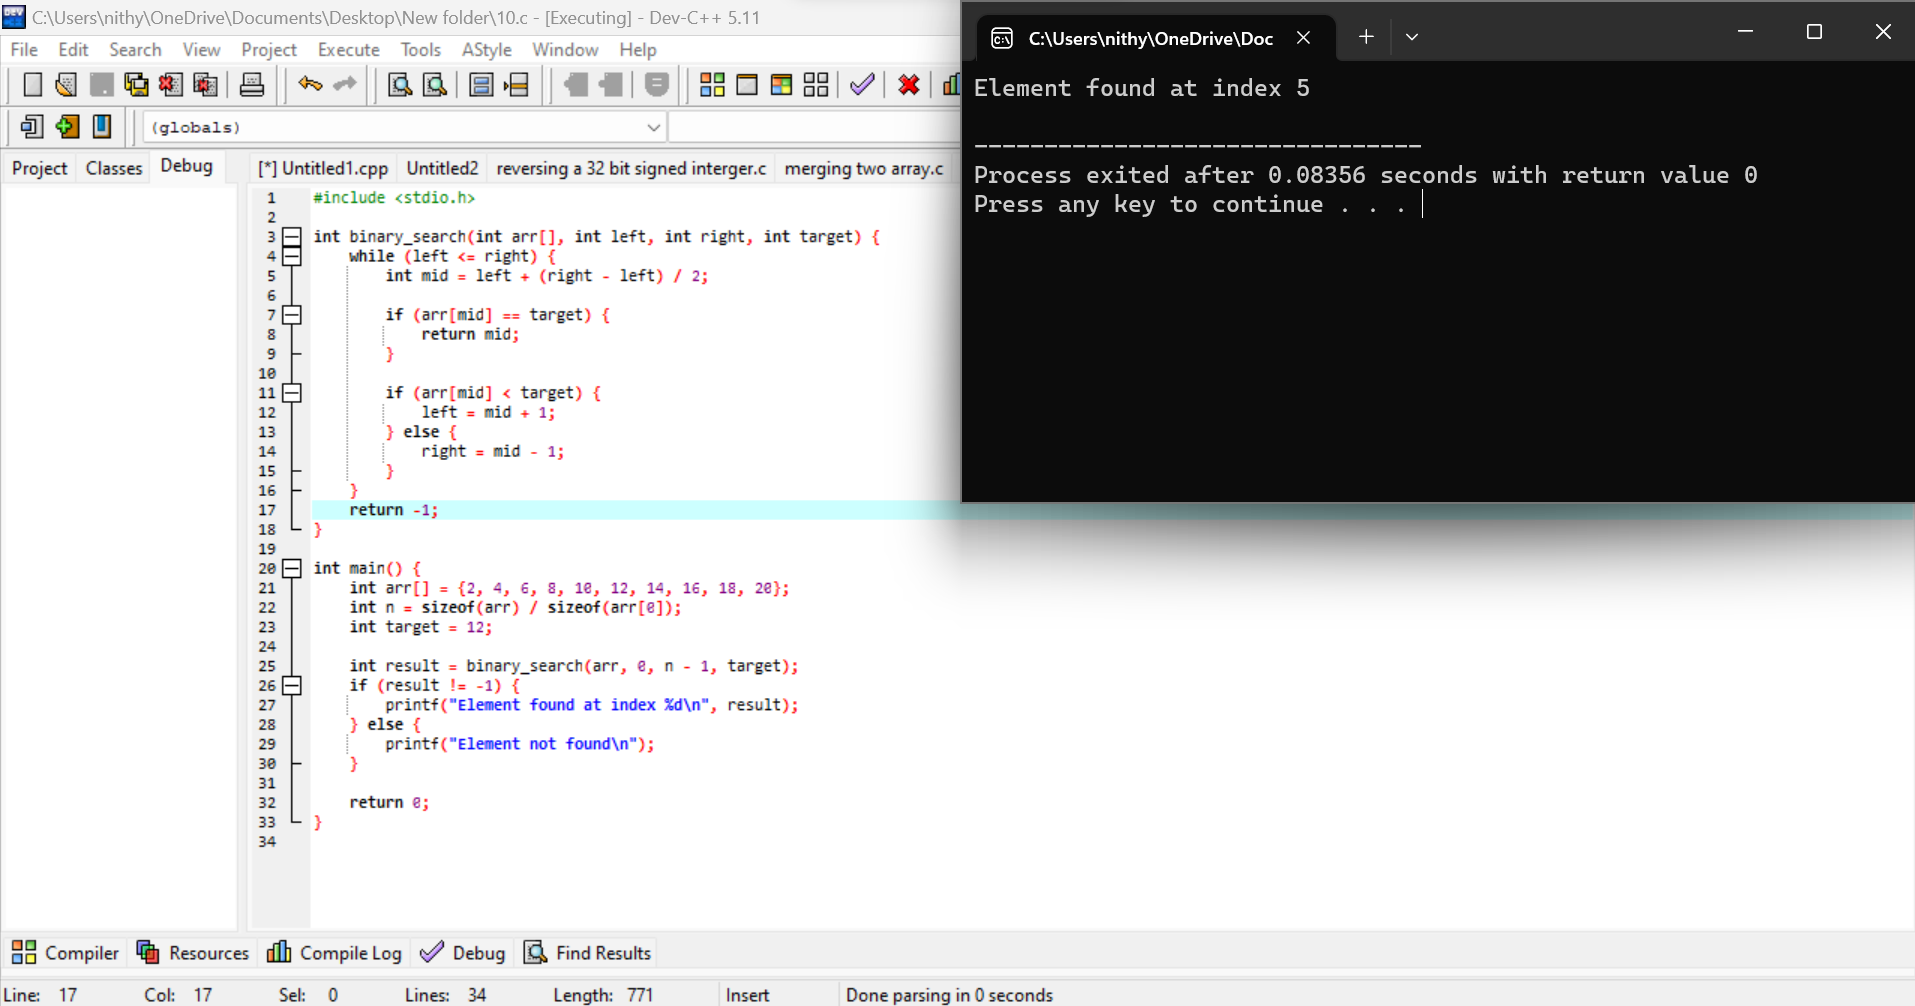 C:\Users\nithy\OneDrive\Documents\Desktop\New folder\10.c - [Executing] - Dev-C++ 5.11
File Edit Search View Project Execute Tools AStyle Window Help
(globals)
Project Classes Debug
[*] Untitled1.cpp Untitled2 reversing a 32 bit signed interger.c merging two array.c
1 #include <stdio.h>
2
3 int binary_search(int arr[], int left, int right, int target) {
4     while (left <= right) {
5         int mid = left + (right - left) / 2;
6
7         if (arr[mid] == target) {
8             return mid;
9         }
10
11         if (arr[mid] < target) {
12             left = mid + 1;
13         } else {
14             right = mid - 1;
15         }
16     }
17     return -1;
18 }
19
20 int main() {
21     int arr[] = {2, 4, 6, 8, 10, 12, 14, 16, 18, 20};
22     int n = sizeof(arr) / sizeof(arr[0]);
23     int target = 12;
24
25     int result = binary_search(arr, 0, n - 1, target);
26     if (result != -1) {
27         printf("Element found at index %d\n", result);
28     } else {
29         printf("Element not found\n");
30     }
31
32     return 0;
33 }
34
C:\Users\nithy\OneDrive\Doc
Element found at index 5
--------------------------------
Process exited after 0.08356 seconds with return value 0
Press any key to continue . . .
Compiler Resources Compile Log Debug Find Results
Line: 17 Col: 17 Sel: 0 Lines: 34 Length: 771 Insert Done parsing in 0 seconds